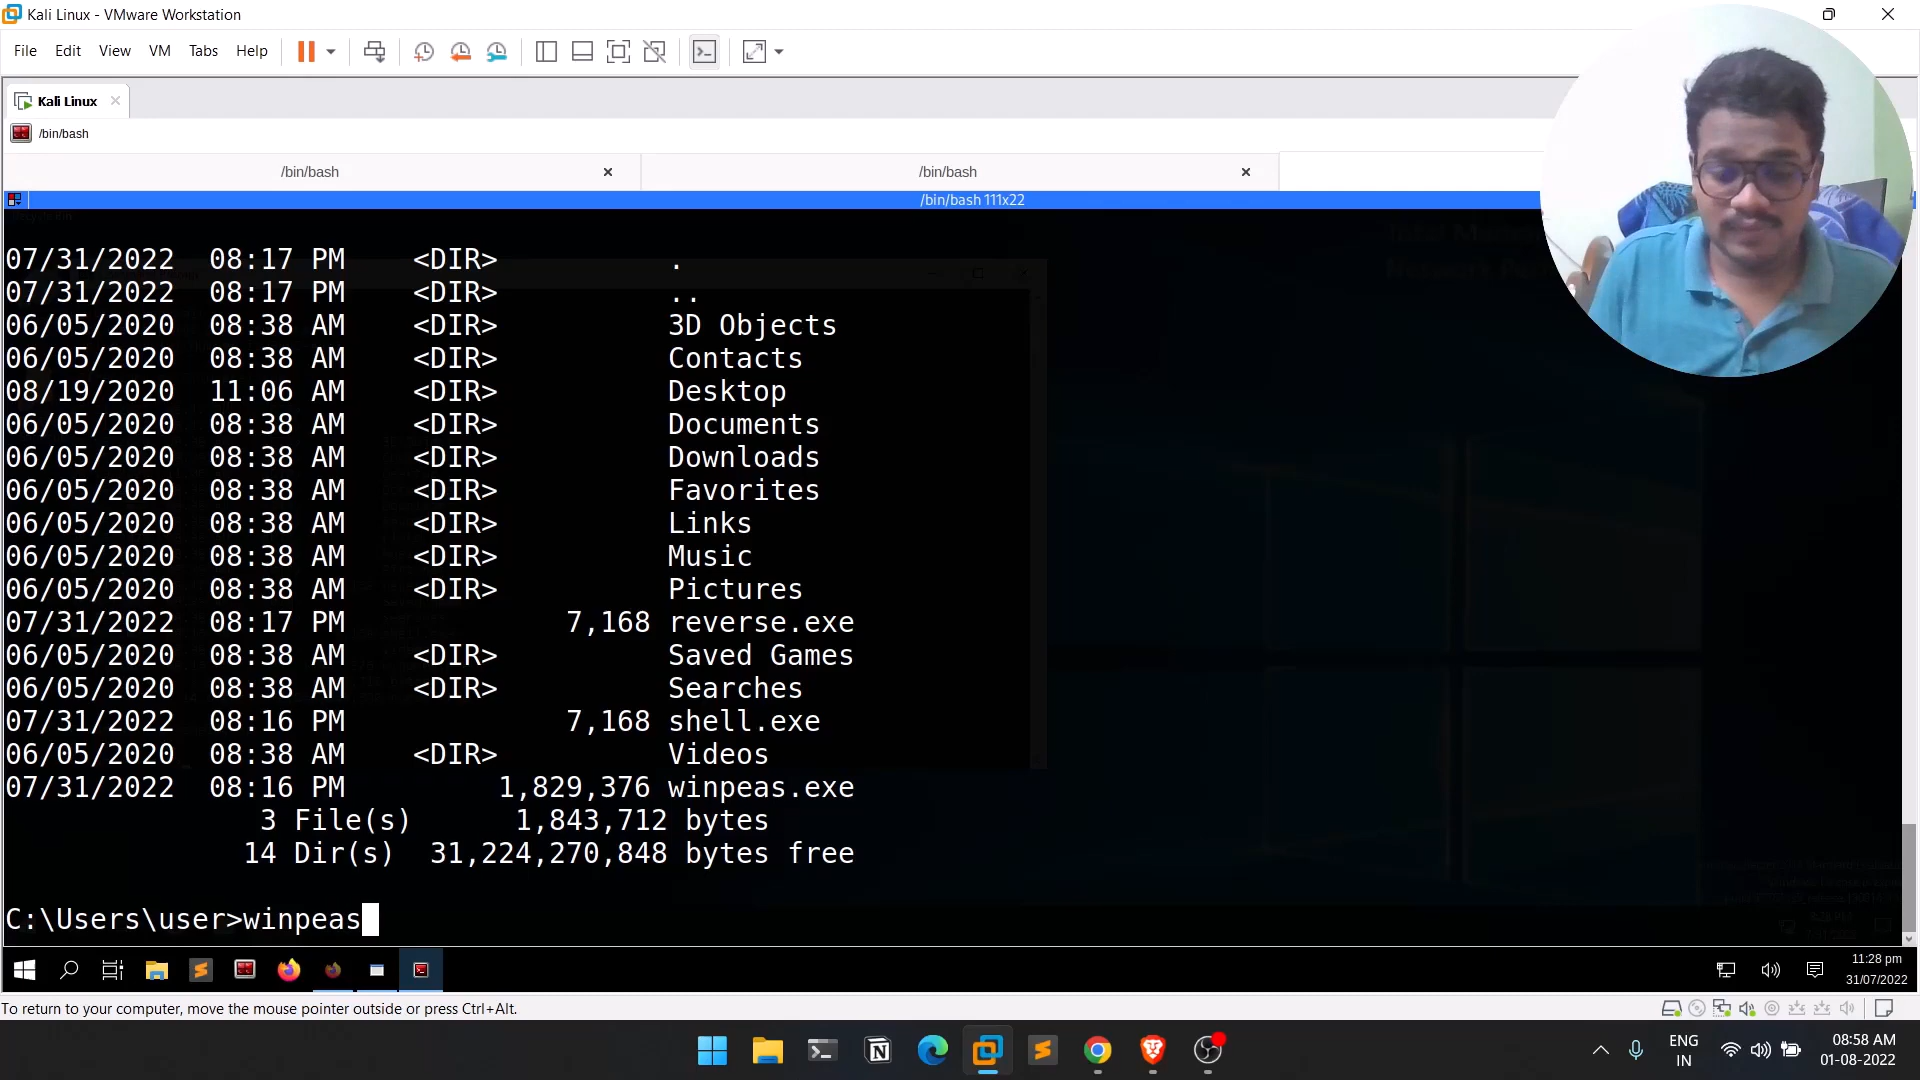 Kali Linux - VMware Workstation
File Edit View VM Tabs Help
Kali Linux
/bin/bash
/bin/bash /bin/bash
/bin/bash 111x22
07/31/2022 08:17 PM <DIR> .
07/31/2022 08:17 PM <DIR> ..
06/05/2020 08:38 AM <DIR> 3D Objects
06/05/2020 08:38 AM <DIR> Contacts
08/19/2020 11:06 AM <DIR> Desktop
06/05/2020 08:38 AM <DIR> Documents
06/05/2020 08:38 AM <DIR> Downloads
06/05/2020 08:38 AM <DIR> Favorites
06/05/2020 08:38 AM <DIR> Links
06/05/2020 08:38 AM <DIR> Music
06/05/2020 08:38 AM <DIR> Pictures
07/31/2022 08:17 PM 7,168 reverse.exe
06/05/2020 08:38 AM <DIR> Saved Games
06/05/2020 08:38 AM <DIR> Searches
07/31/2022 08:16 PM 7,168 shell.exe
06/05/2020 08:38 AM <DIR> Videos
07/31/2022 08:16 PM 1,829,376 winpeas.exe
3 File(s) 1,843,712 bytes
14 Dir(s) 31,224,270,848 bytes free
C:\Users\user>winpeas
11:28 pm
31/07/2022
To return to your computer, move the mouse pointer outside or press Ctrl+Alt.
ENG
IN
08:58 AM
01-08-2022